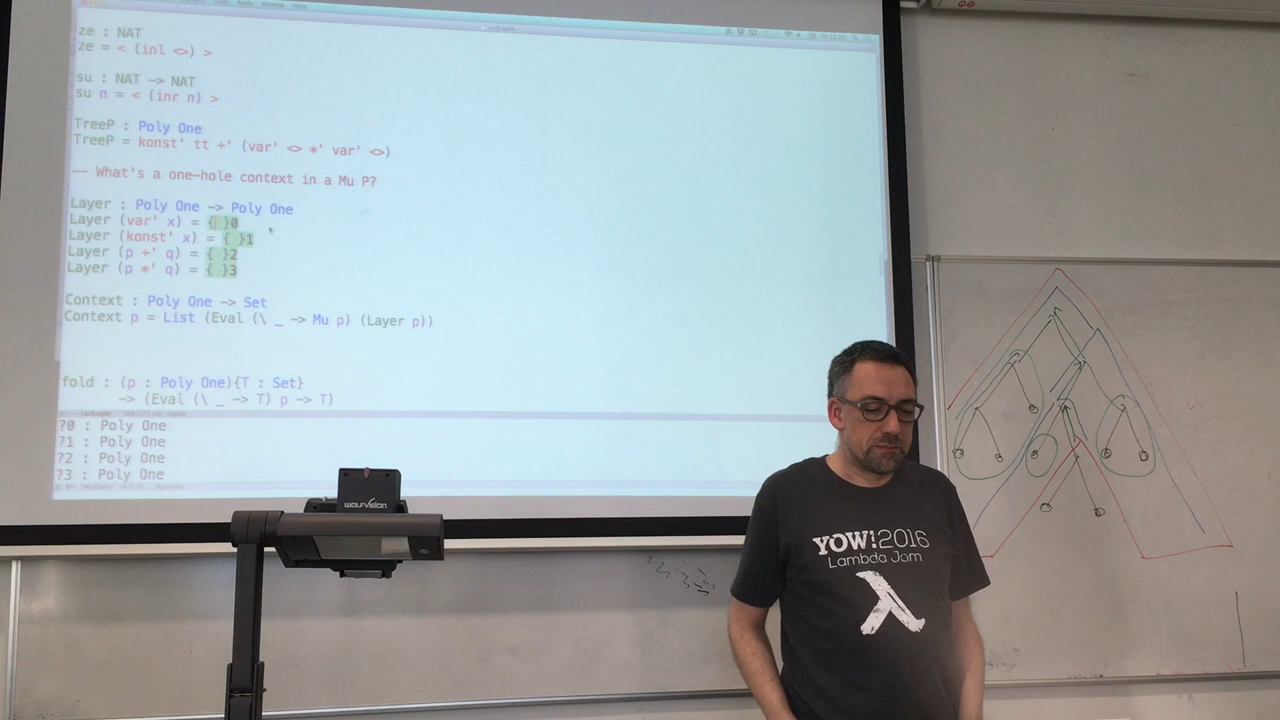 ze : NAT
ze = < (inl <>) >
su : NAT -> NAT
su n = < (inr n) >
TreeP : Poly One
TreeP = konst' tt +' (var' <> *' var' <>)
-- What's a one-hole context in a Mu P?
Layer : Poly One -> Poly One
Layer (var' x) = { }0
Layer (konst' x) = { }1
Layer (p +' q) = { }2
Layer (p *' q) = { }3
Context : Poly One -> Set
Context p = List (Eval (\ _ -> Mu p) (Layer p))
fold : (p : Poly One){T : Set}
-> (Eval (\ _ -> T) p -> T)
?0 : Poly One
?1 : Poly One
?2 : Poly One
?3 : Poly One
WOLFVISION
YOW!2016
Lambda Jam
λ